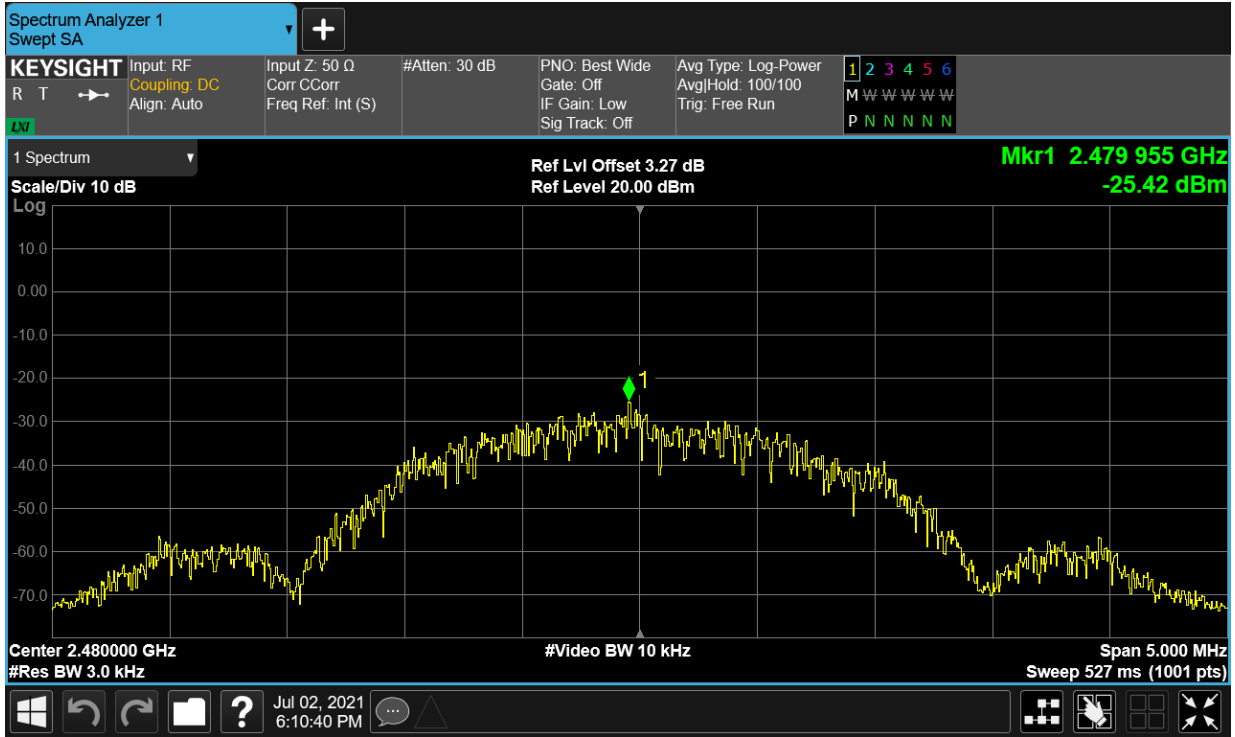 Spectrum Analyzer 1
Swept SA
+
KEYSIGHT Input: RF Input Z: 50 Ω #Atten: 30 dB PNO: Best Wide Avg Type: Log-Power 1 2 3 4 5 6
R T Coupling: DC Corr CCorr Gate: Off Avg|Hold: 100/100 M W W W W W
Align: Auto Freq Ref: Int (S) IF Gain: Low Trig: Free Run
LXI Sig Track: Off P N N N N N N
1 Spectrum
Scale/Div 10 dB
Ref Lvl Offset 3.27 dB
Ref Level 20.00 dBm
Mkr1 2.479 955 GHz
-25.42 dBm
Log
10.0
0.00
-10.0
-20.0
1
-30.0
-40.0
-50.0
-60.0
-70.0
Center 2.480000 GHz #Video BW 10 kHz Span 5.000 MHz
#Res BW 3.0 kHz Sweep 527 ms (1001 pts)
? Jul 02, 2021
6:10:40 PM